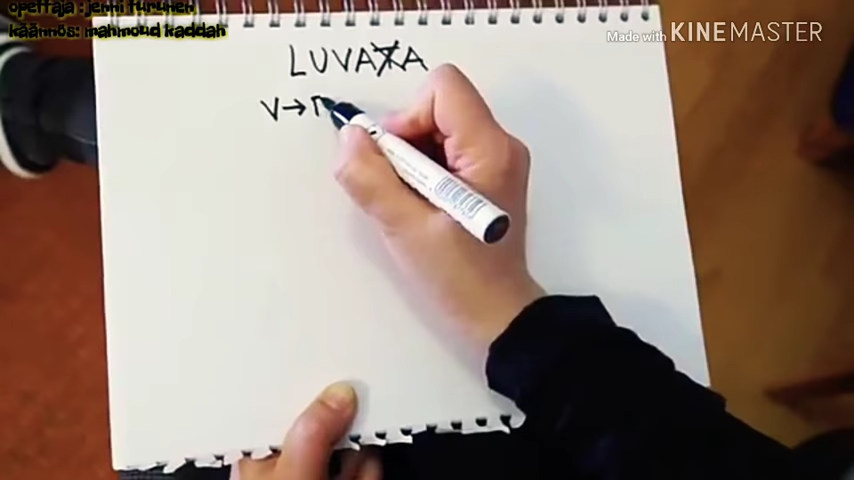 opettaja : jenni turunen
käännös: mahmoud kaddah
Made with KINEMASTER
LUVATA
V→